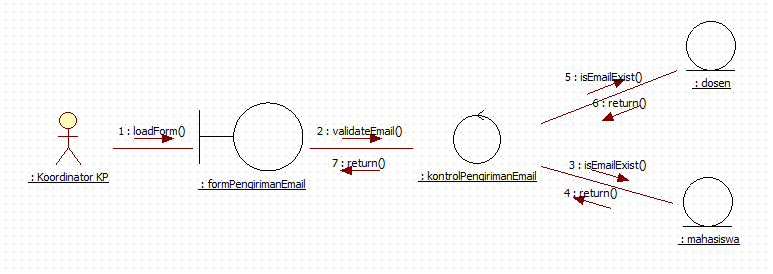 1 : loadForm()
: Koordinator KP
: formPengirimanEmail
2 : validateEmail()
7 : return()
: kontrolPengirimanEmail
5 : isEmailExist()
6 : return()
: dosen
3 : isEmailExist()
4 : return()
: mahasiswa